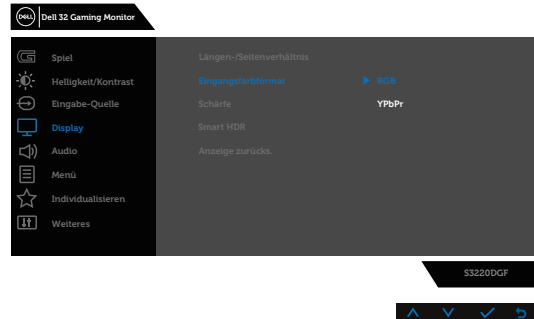 DELL Dell 32 Gaming Monitor
Spiel
Helligkeit/Kontrast
Eingabe-Quelle
Display
Audio
Menü
Individualisieren
Weiteres
Längen-/Seitenverhältnis
Eingangsfarbformat RGB
Schärfe YPbPr
Smart HDR
Anzeige zurücks.
S3220DGF